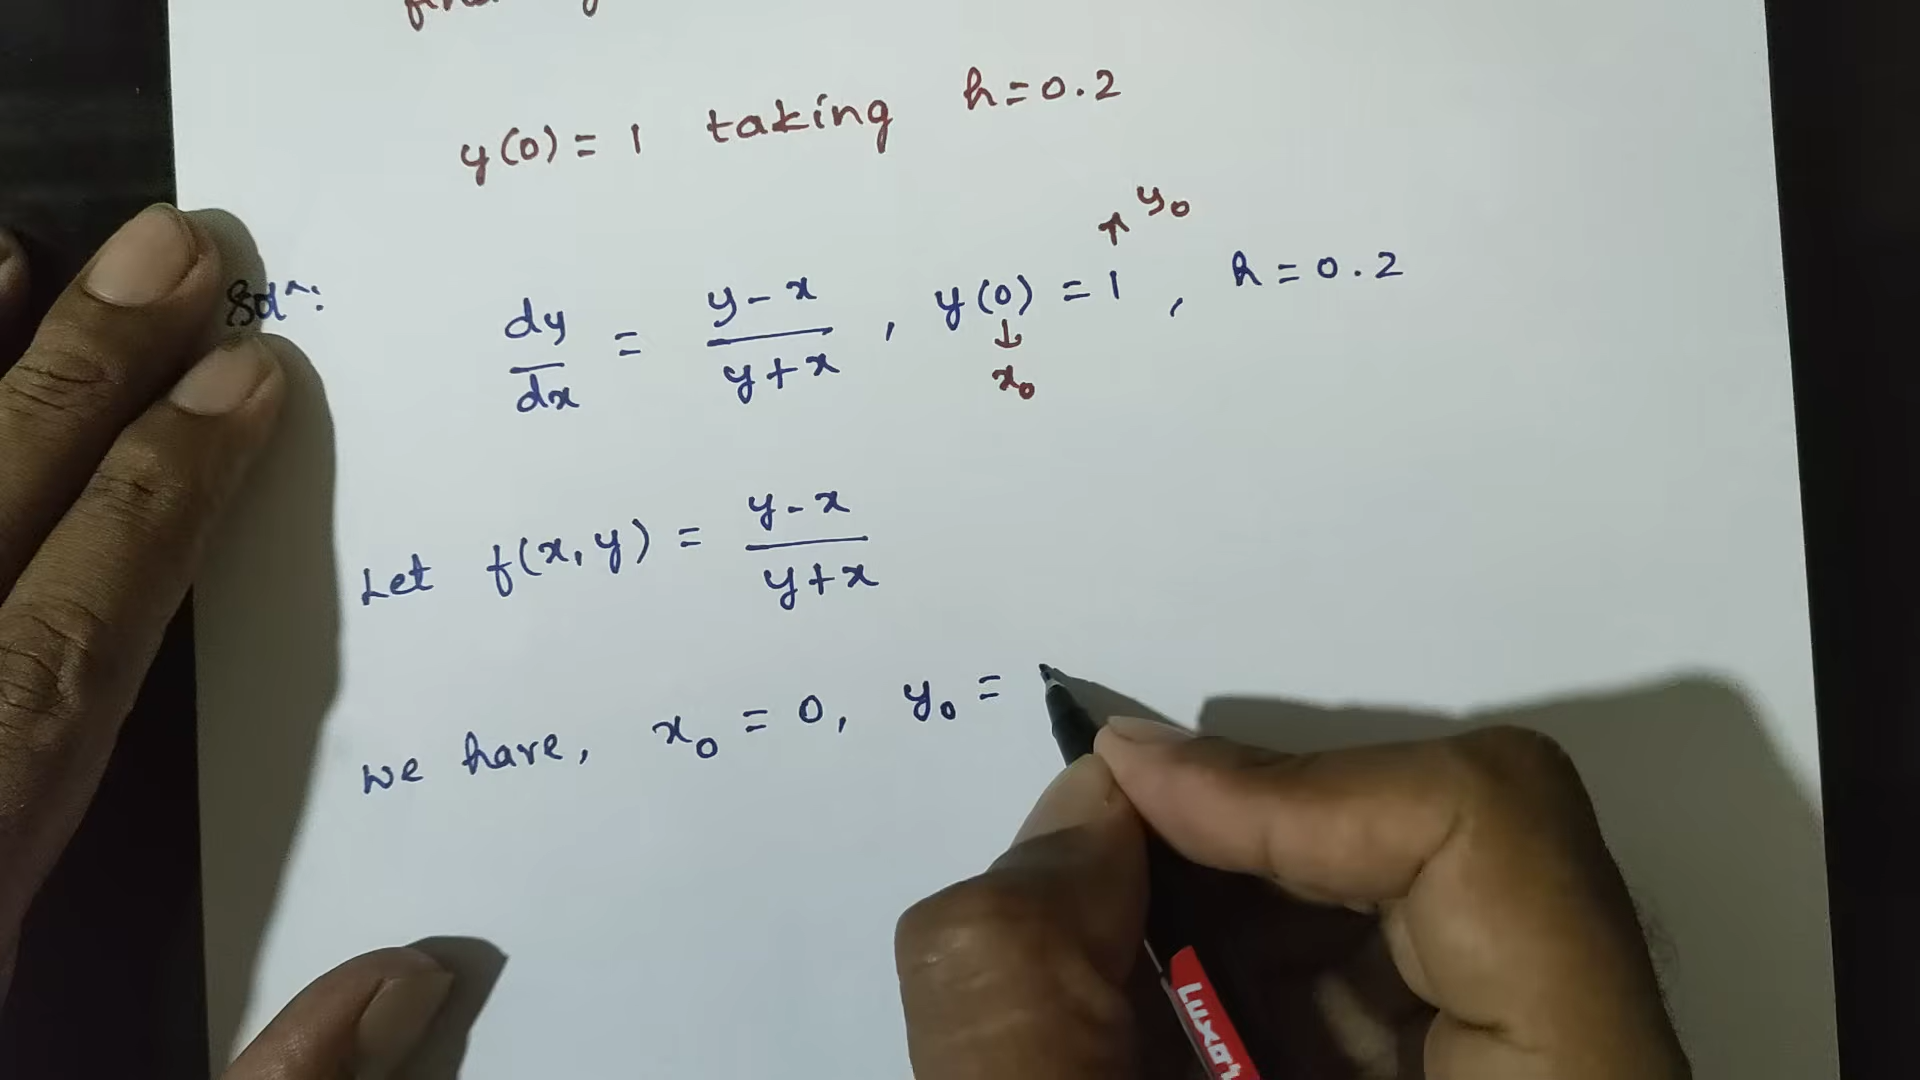 y(0) = 1 taking h=0.2
y₀
Solⁿ: dy/dx = y-x/y+x , y(0) = 1 , h = 0.2
↓
x₀
Let f(x,y) = y-x/y+x
we have, x₀ = 0, y₀ =
Luxor